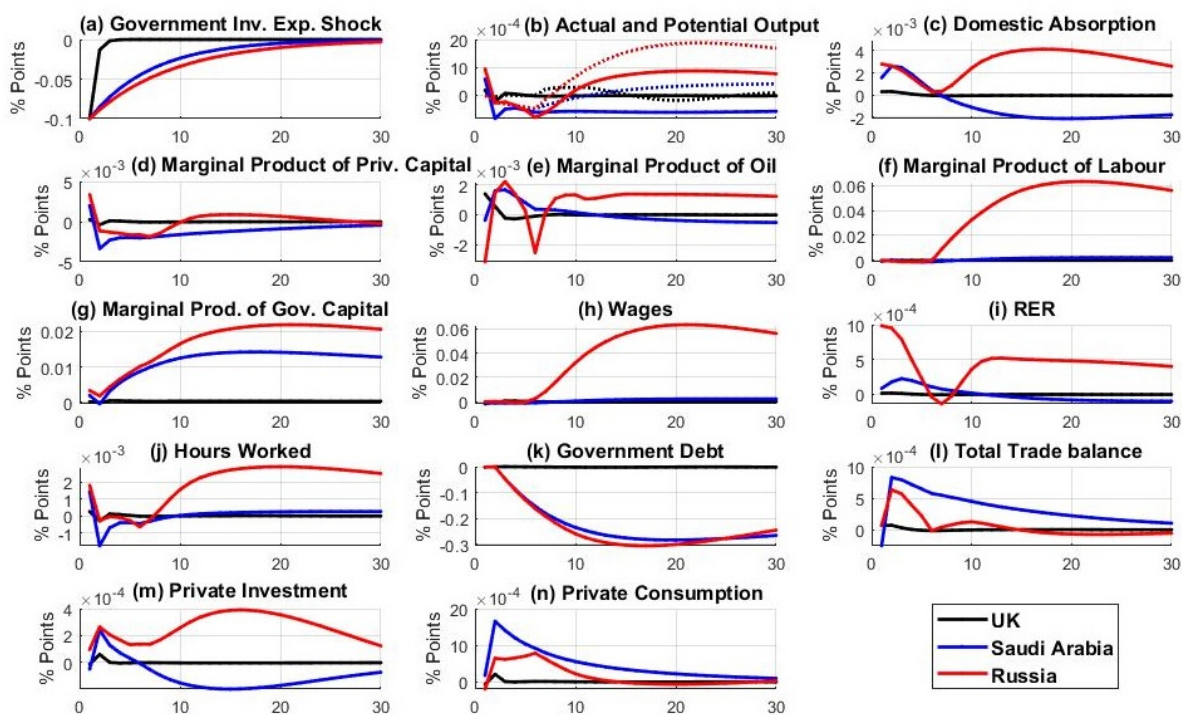 (a) Government Inv. Exp. Shock
% Points
0
-0.05
-0.1
0 10 20 30
(b) Actual and Potential Output
×10⁻⁴
% Points
20
10
0
0 10 20 30
(c) Domestic Absorption
×10⁻³
% Points
4
2
0
-2
0 10 20 30
(d) Marginal Product of Priv. Capital
×10⁻³
% Points
5
0
-5
0 10 20 30
(e) Marginal Product of Oil
×10⁻³
% Points
2
0
-2
0 10 20 30
(f) Marginal Product of Labour
% Points
0.06
0.04
0.02
0
0 10 20 30
(g) Marginal Prod. of Gov. Capital
% Points
0.02
0.01
0
0 10 20 30
(h) Wages
% Points
0.06
0.04
0.02
0
0 10 20 30
(i) RER
×10⁻⁴
% Points
10
5
0
0 10 20 30
(j) Hours Worked
×10⁻³
% Points
2
1
0
-1
0 10 20 30
(k) Government Debt
% Points
0
-0.1
-0.2
-0.3
0 10 20 30
(l) Total Trade balance
×10⁻⁴
% Points
10
5
0
0 10 20 30
(m) Private Investment
×10⁻⁴
% Points
4
2
0
0 10 20 30
(n) Private Consumption
×10⁻⁴
% Points
20
10
0
0 10 20 30
UK
Saudi Arabia
Russia